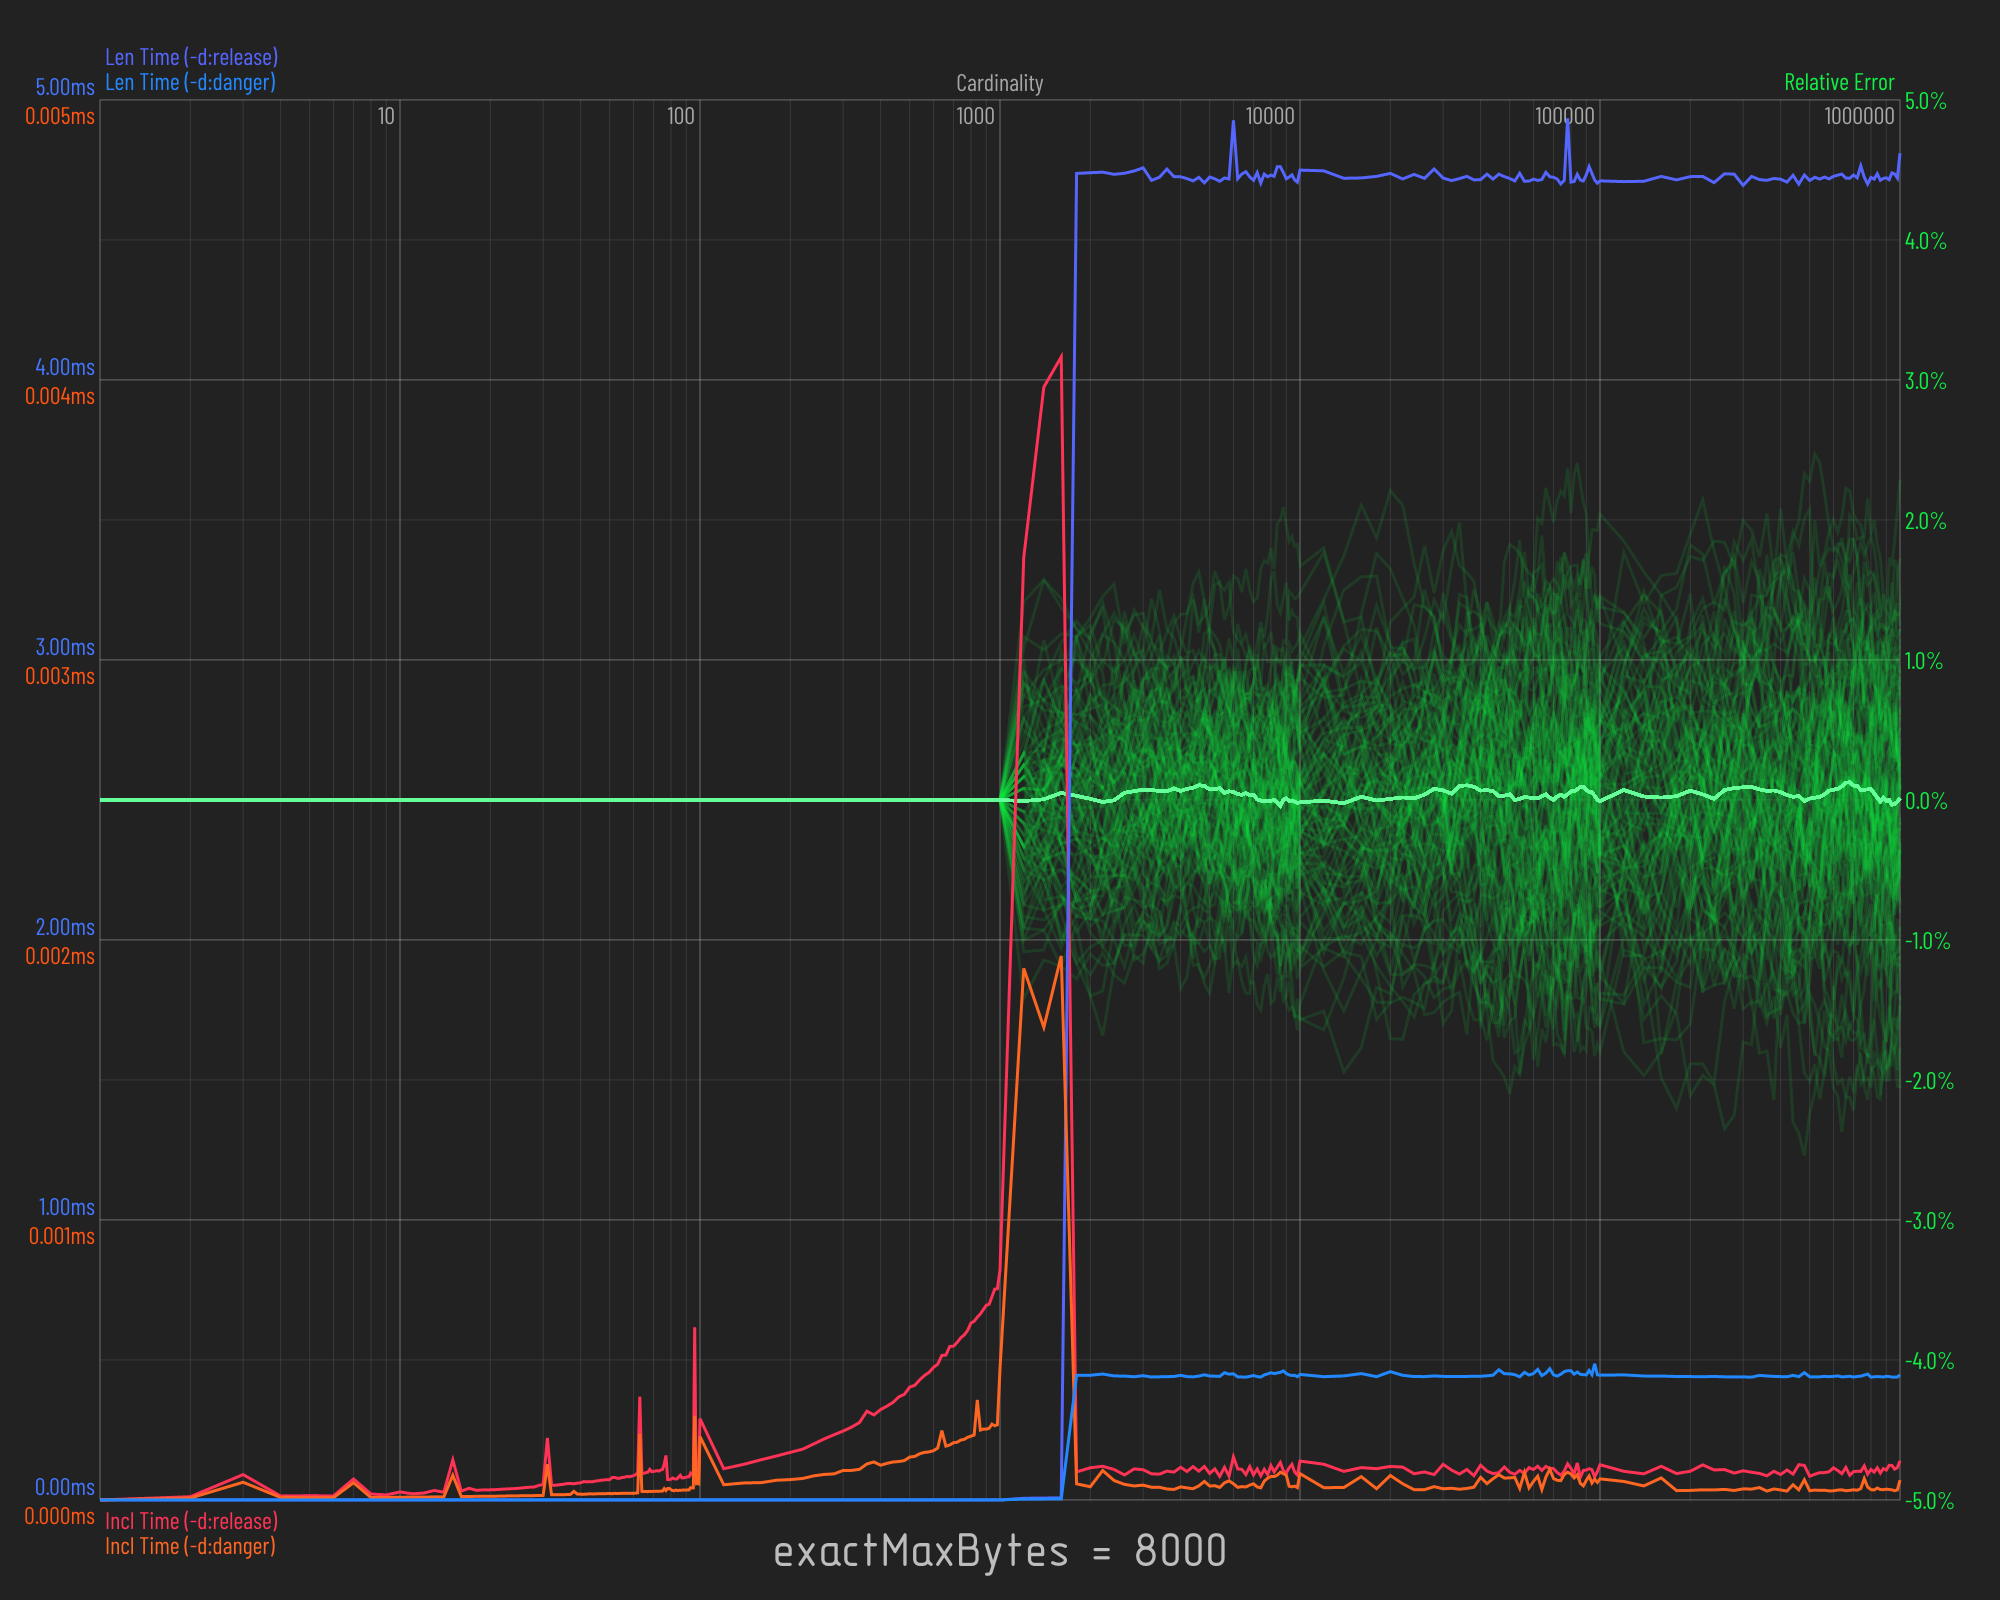 Len Time (-d:release)
Len Time (-d:danger)
Cardinality
Relative Error
5.00ms
0.005ms
10
100
1000
10000
100000
1000000
5.0%
4.0%
4.00ms
0.004ms
3.0%
2.0%
3.00ms
0.003ms
1.0%
0.0%
2.00ms
0.002ms
-1.0%
-2.0%
1.00ms
0.001ms
-3.0%
-4.0%
0.00ms
0.000ms
-5.0%
Incl Time (-d:release)
Incl Time (-d:danger)
exactMaxBytes = 8000